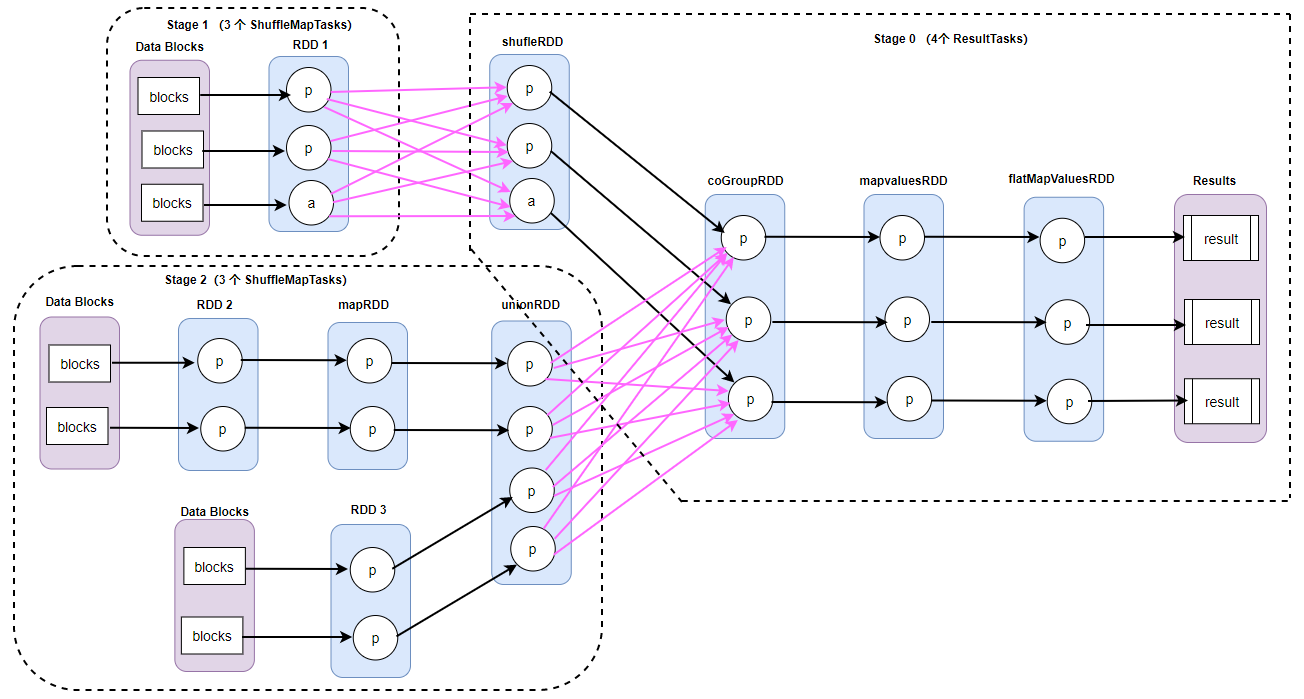 Stage 1 （3 个 ShuffleMapTasks)
Data Blocks
RDD 1
blocks
p
blocks
p
blocks
a
shufleRDD
p
p
a
Stage 0 （4个 ResultTasks)
coGroupRDD
p
p
p
mapvaluesRDD
p
p
p
flatMapValuesRDD
p
p
p
Results
result
result
result
Stage 2（3 个 ShuffleMapTasks)
Data Blocks
blocks
blocks
RDD 2
p
p
mapRDD
p
p
unionRDD
p
p
p
p
Data Blocks
blocks
blocks
RDD 3
p
p